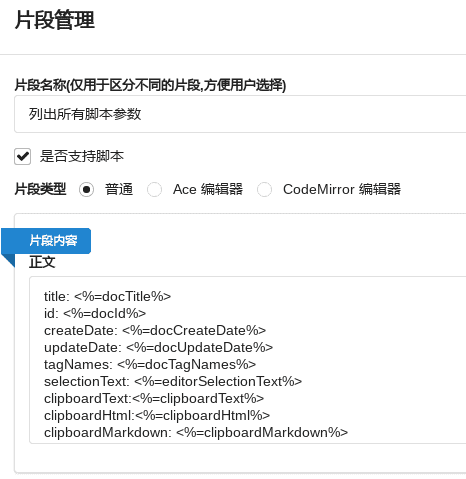 片段管理
片段名称(仅用于区分不同的片段,方便用户选择)
列出所有脚本参数
是否支持脚本
片段类型 普通 Ace 编辑器 CodeMirror 编辑器
片段内容
正文
title: <%=docTitle%>
id: <%=docId%>
createDate: <%=docCreateDate%>
updateDate: <%=docUpdateDate%>
tagNames: <%=docTagNames%>
selectionText: <%=editorSelectionText%>
clipboardText:<%=clipboardText%>
clipboardHtml:<%=clipboardHtml%>
clipboardMarkdown: <%=clipboardMarkdown%>